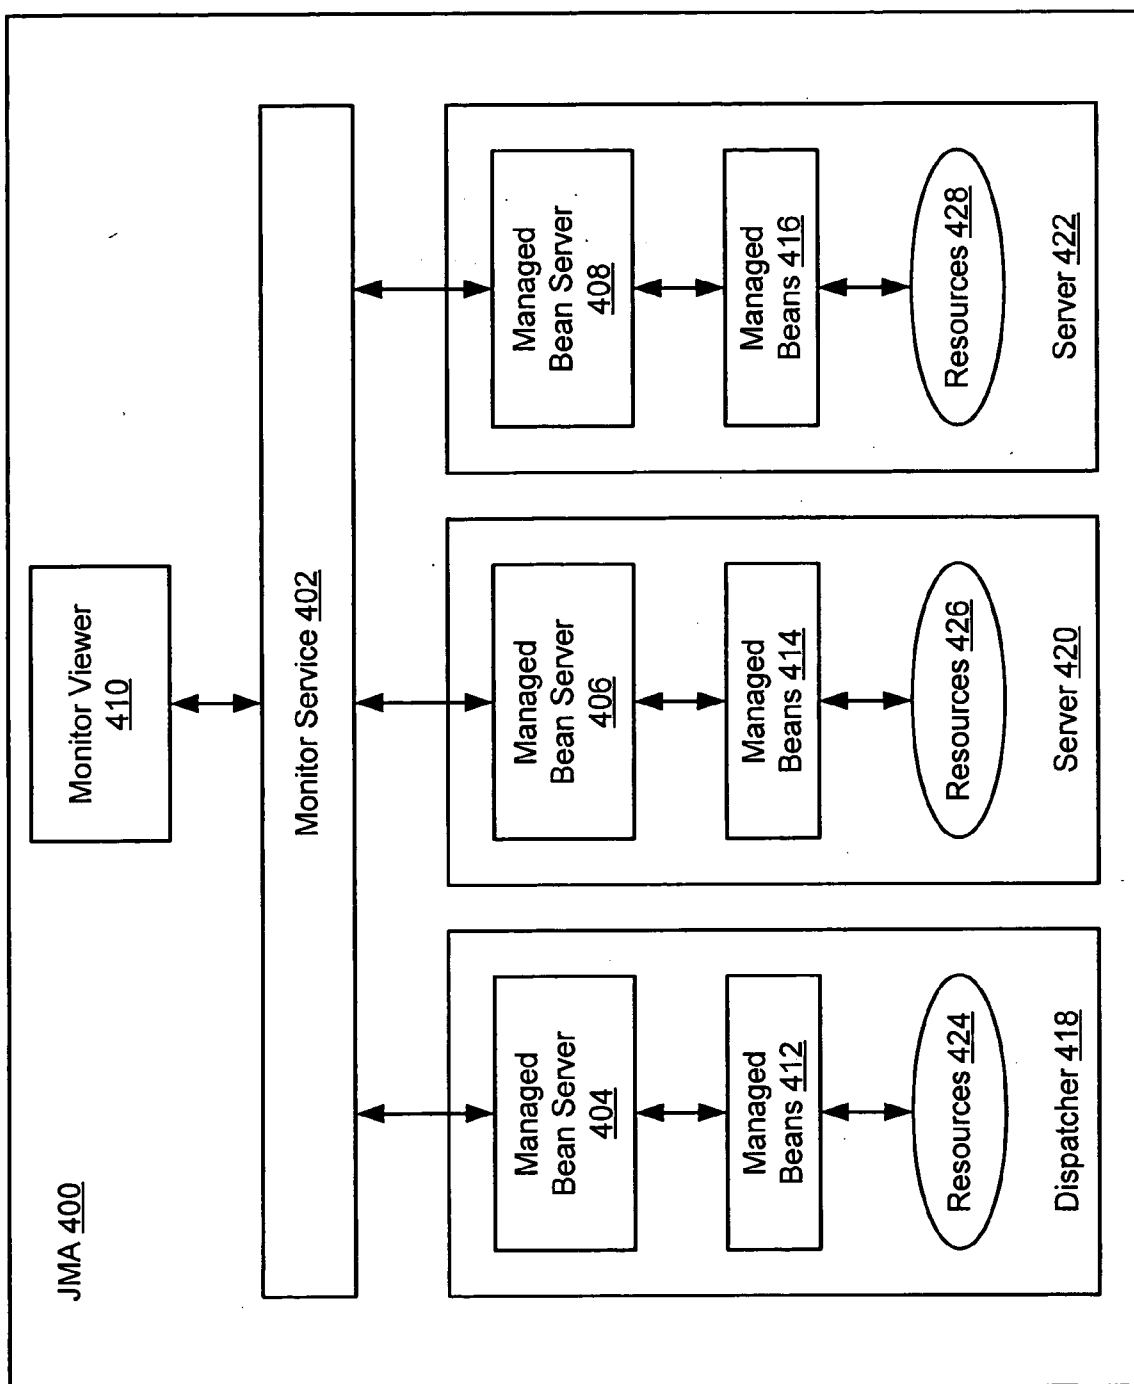 JMA 400
Monitor Viewer
410
Monitor Service 402
Managed
Bean Server
404
Managed
Beans 412
Resources 424
Dispatcher 418
Managed
Bean Server
406
Managed
Beans 414
Resources 426
Server 420
Managed
Bean Server
408
Managed
Beans 416
Resources 428
Server 422